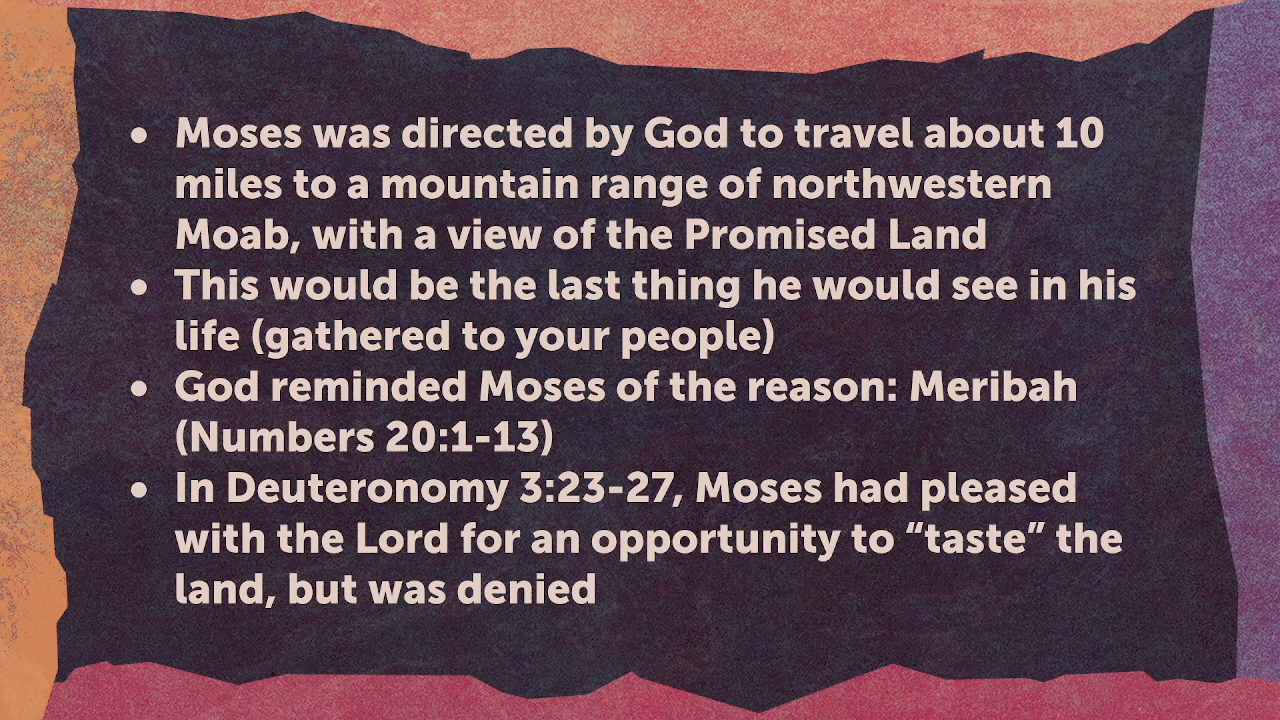 • Moses was directed by God to travel about 10
miles to a mountain range of northwestern
Moab, with a view of the Promised Land
• This would be the last thing he would see in his
life (gathered to your people)
• God reminded Moses of the reason: Meribah
(Numbers 20:1-13)
• In Deuteronomy 3:23-27, Moses had pleased
with the Lord for an opportunity to “taste” the
land, but was denied